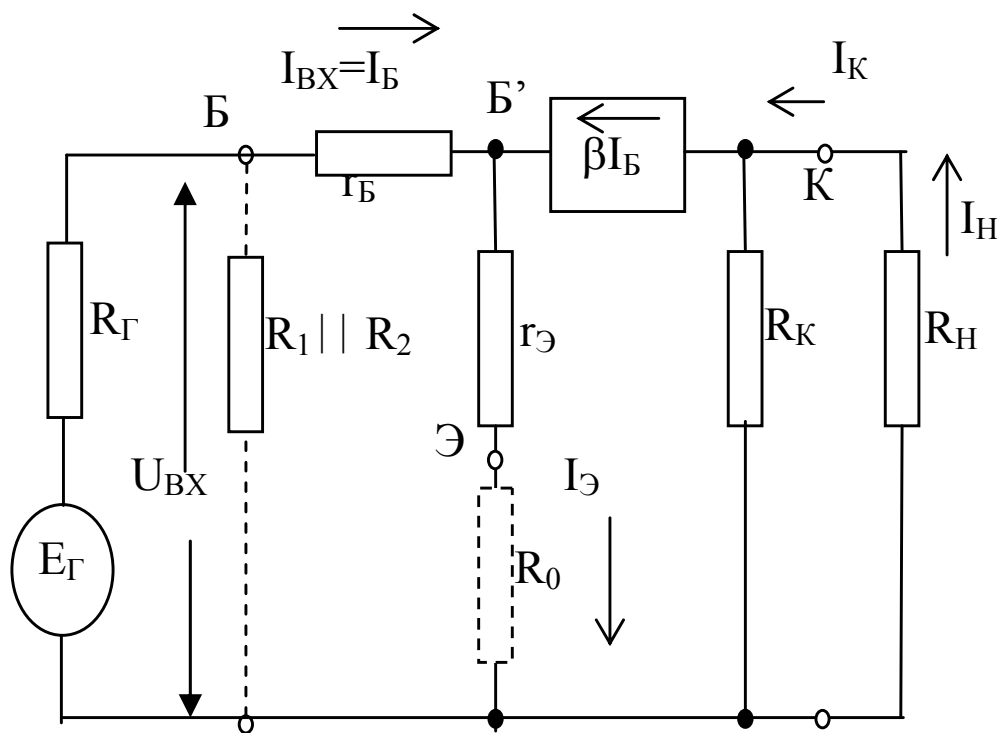 I_ВХ=I_Б
I_К
Б
Б’
βI_Б
r_Б
К
I_Н
R_Г
R_1 || R_2
r_Э
R_К
R_Н
Э
U_ВХ
I_Э
E_Г
R_0